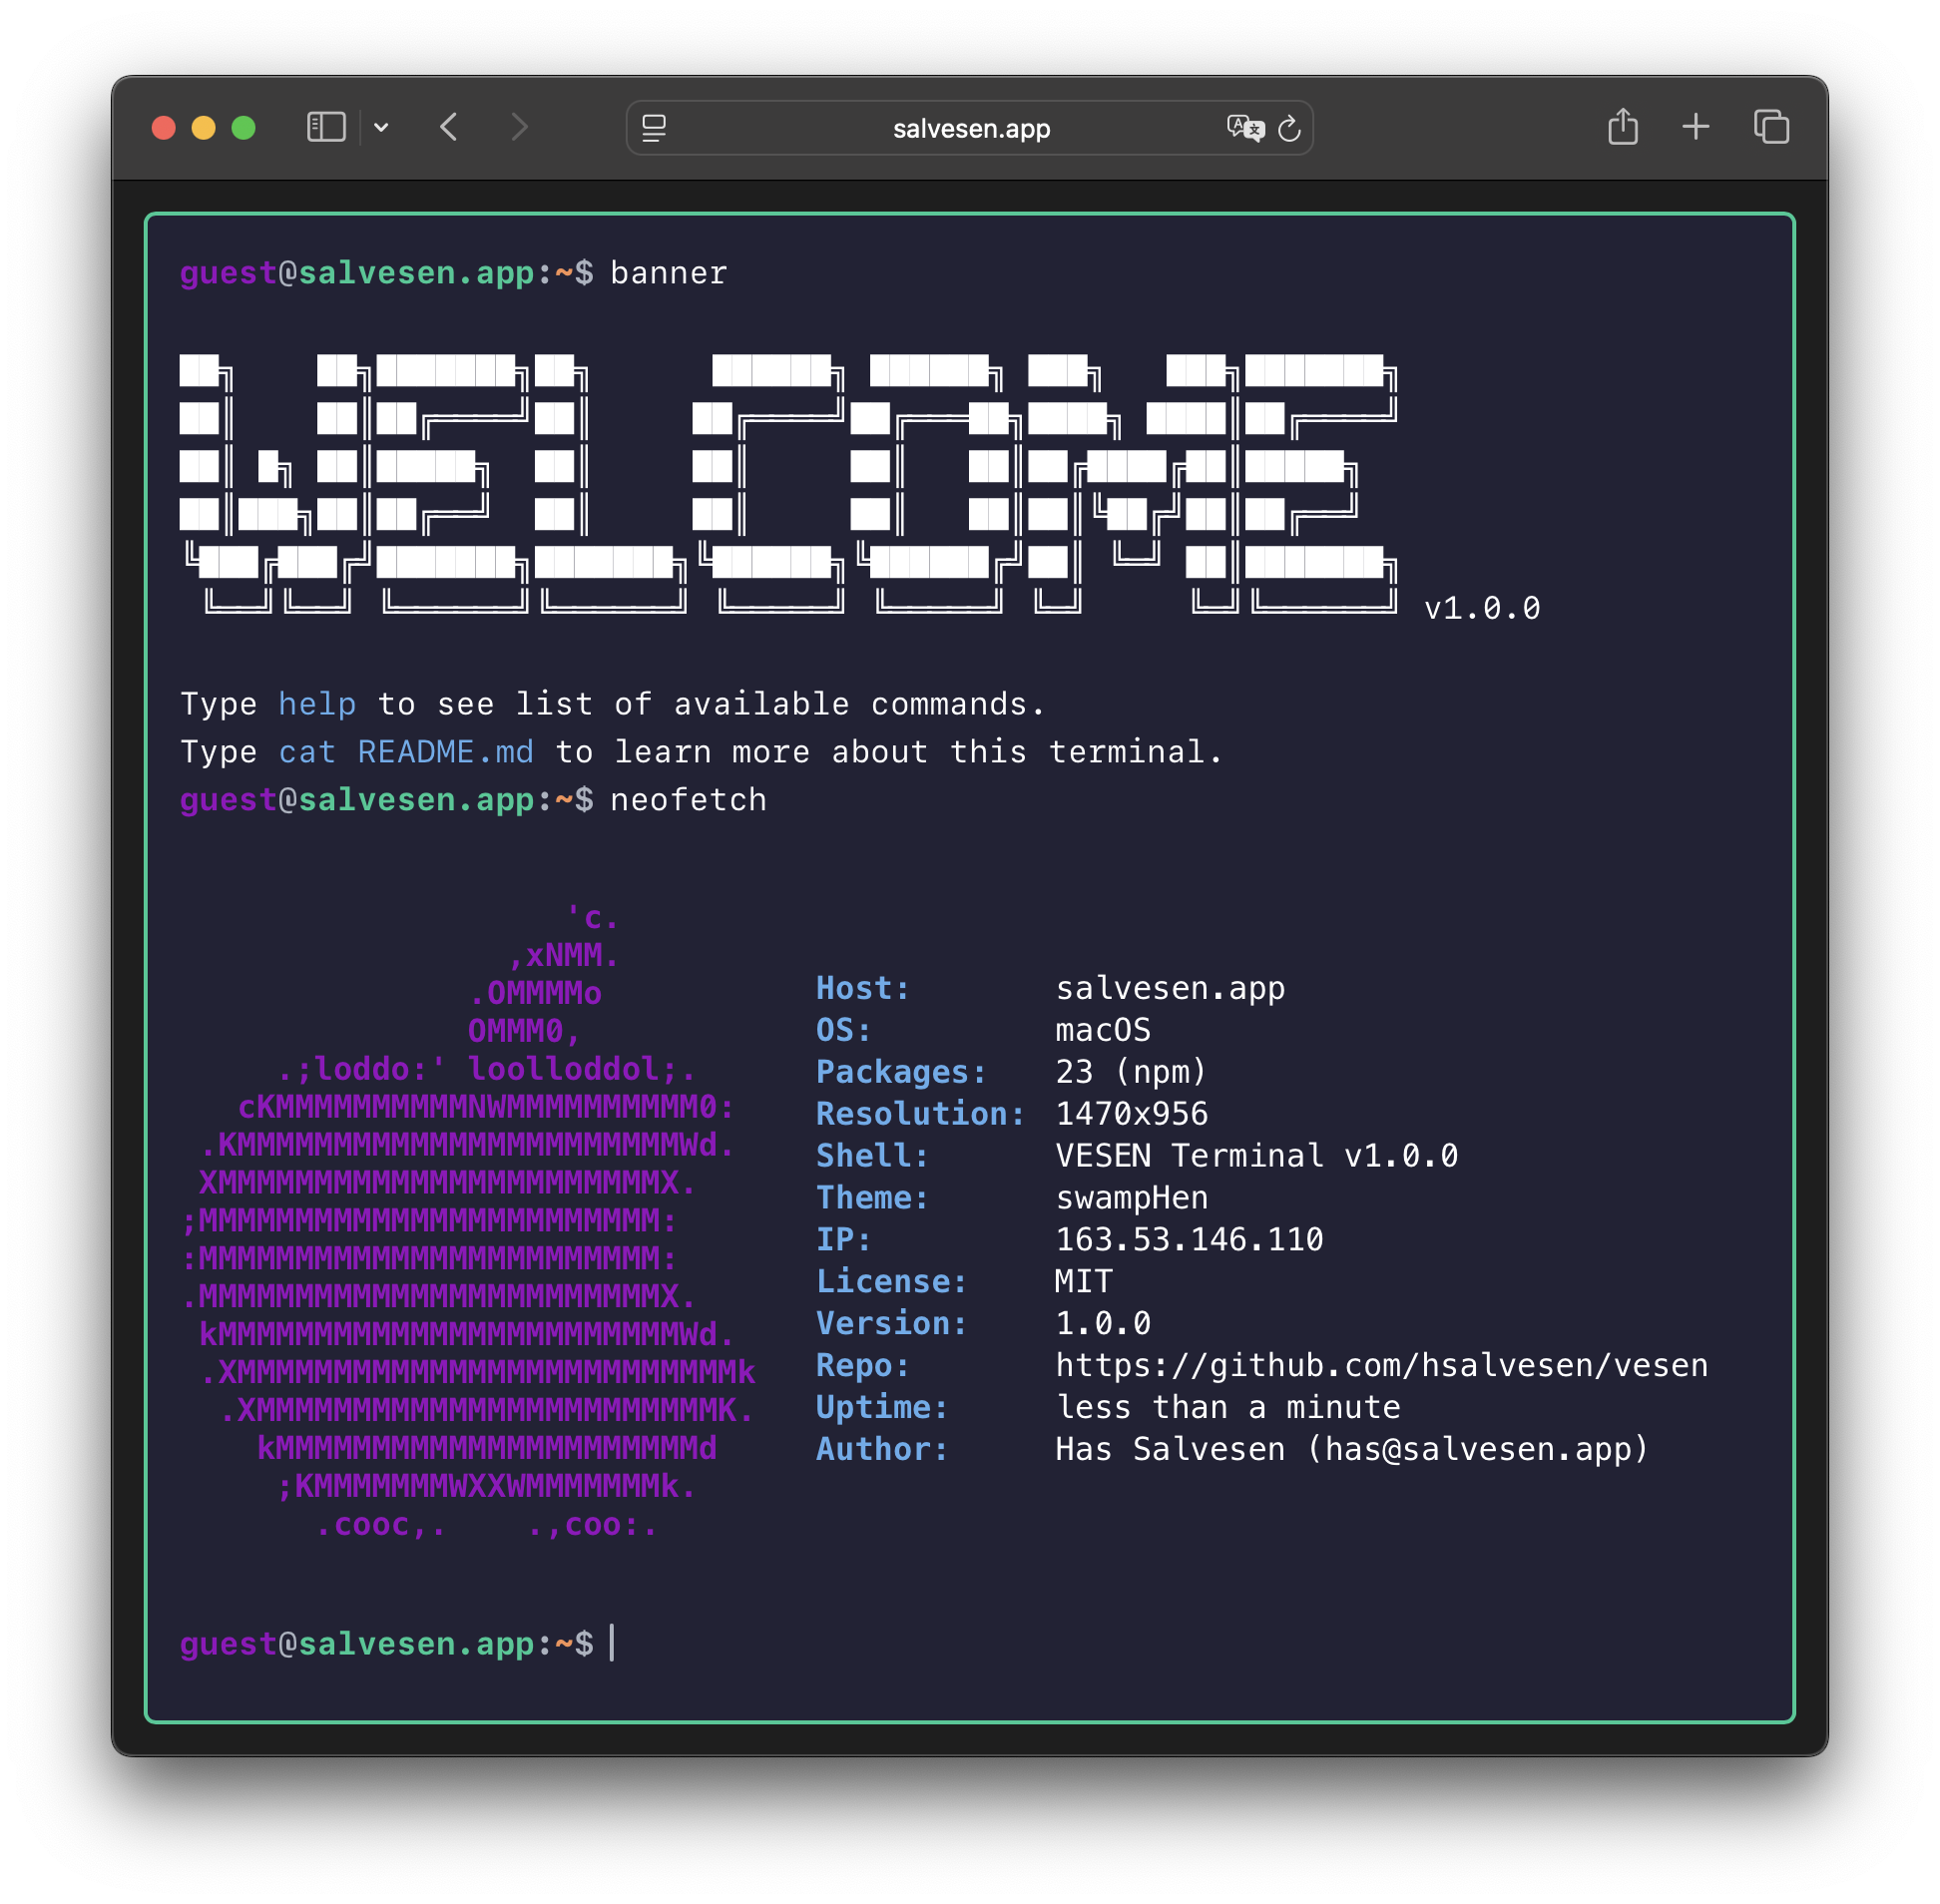 salvesen.app
guest@salvesen.app:~$ banner
WELCOME
v1.0.0
Type help to see list of available commands.
Type cat README.md to learn more about this terminal.
guest@salvesen.app:~$ neofetch
'c.
,xNMM.
.OMMMMo
OMMM0,
.;loddo:' loolloddol;.
cKMMMMMMMMMMNWMMMMMMMMMM0:
.KMMMMMMMMMMMMMMMMMMMMMMMWd.
XMMMMMMMMMMMMMMMMMMMMMMMX.
;MMMMMMMMMMMMMMMMMMMMMMMM:
:MMMMMMMMMMMMMMMMMMMMMMMM:
.MMMMMMMMMMMMMMMMMMMMMMMMX.
kMMMMMMMMMMMMMMMMMMMMMMMMWd.
.XMMMMMMMMMMMMMMMMMMMMMMMMMMk
.XMMMMMMMMMMMMMMMMMMMMMMMMK.
kMMMMMMMMMMMMMMMMMMMMMMd
;KMMMMMMMWXXWMMMMMMMk.
.cooc,. .,coo:.
Host: salvesen.app
OS: macOS
Packages: 23 (npm)
Resolution: 1470x956
Shell: VESEN Terminal v1.0.0
Theme: swampHen
IP: 163.53.146.110
License: MIT
Version: 1.0.0
Repo: https://github.com/hsalvesen/vesen
Uptime: less than a minute
Author: Has Salvesen (has@salvesen.app)
guest@salvesen.app:~$